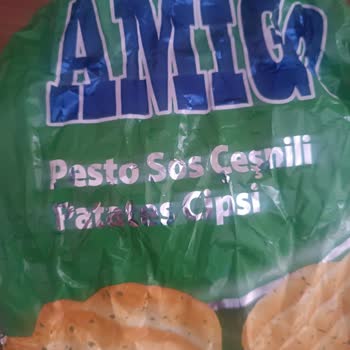 AMIGO
Pesto Sos Çeşnili
Patates Cipsi